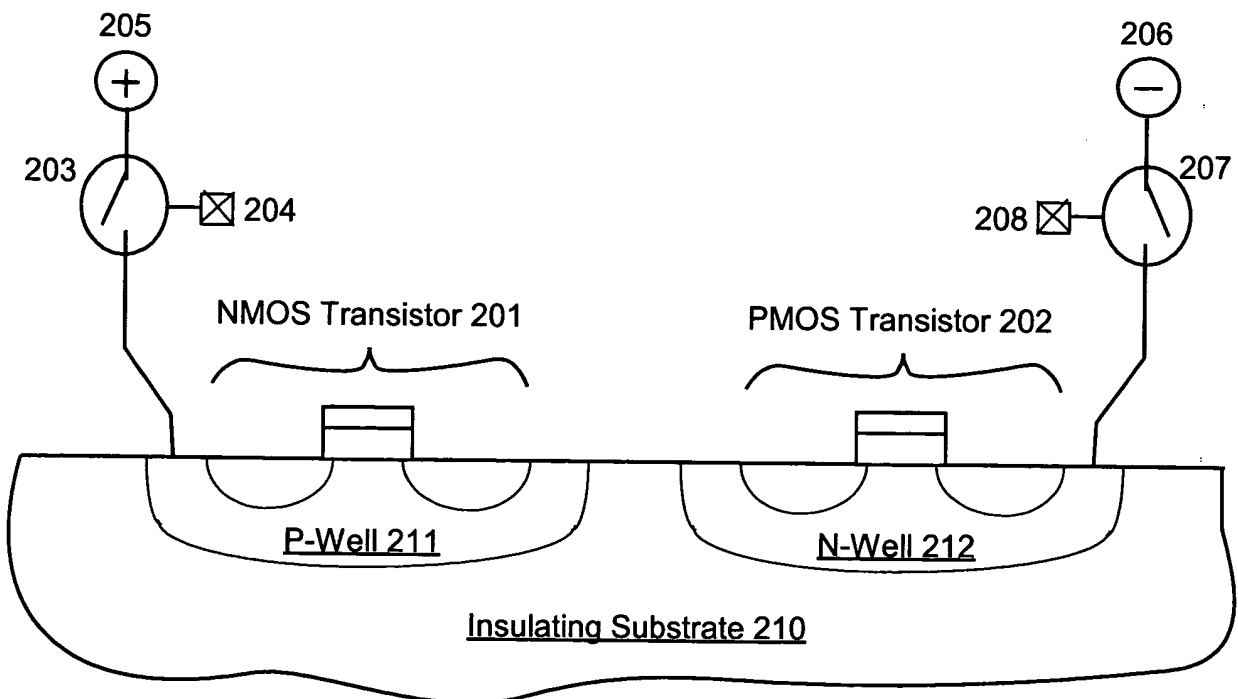 205
206
+
−
203
207
204
208
NMOS Transistor 201
PMOS Transistor 202
P-Well 211
N-Well 212
Insulating Substrate 210